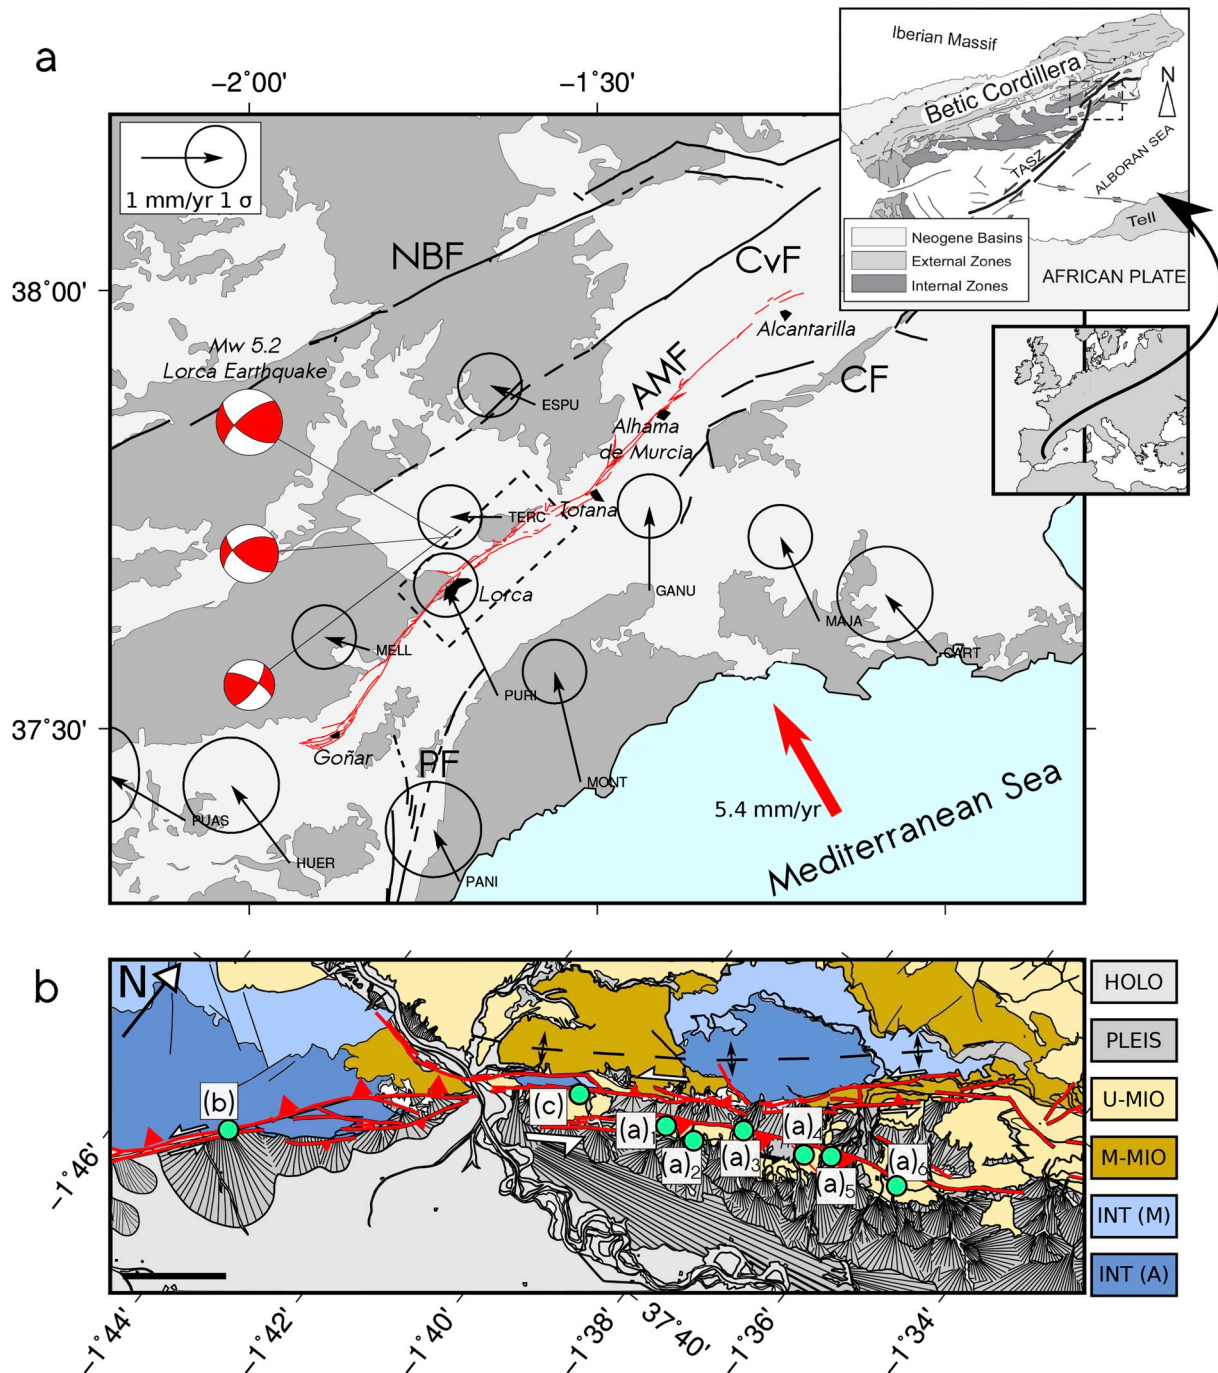 a
−2˚00'
−1˚30'
1 mm/yr 1 σ
38˚00'
37˚30'
NBF
CvF
AMF
CF
PF
Mw 5.2
Lorca Earthquake
Alcantarilla
Alhama
de Murcia
Totana
Lorca
Goñar
ESPU
TERC
GANU
MAJA
CART
MELL
PURI
MONT
PUAS
HUER
PANI
5.4 mm/yr
Mediterranean Sea
Iberian Massif
Betic Cordillera
N
TASZ
ALBORAN SEA
Tell
AFRICAN PLATE
Neogene Basins
External Zones
Internal Zones
b
N
(b)
(c)
(a)₁
(a)₂
(a)₃
(a)₄
(a)₅
(a)₆
HOLO
PLEIS
U-MIO
M-MIO
INT (M)
INT (A)
−1˚46'
−1˚44'
−1˚42'
−1˚40'
−1˚38'
37˚40'
−1˚36'
−1˚34'